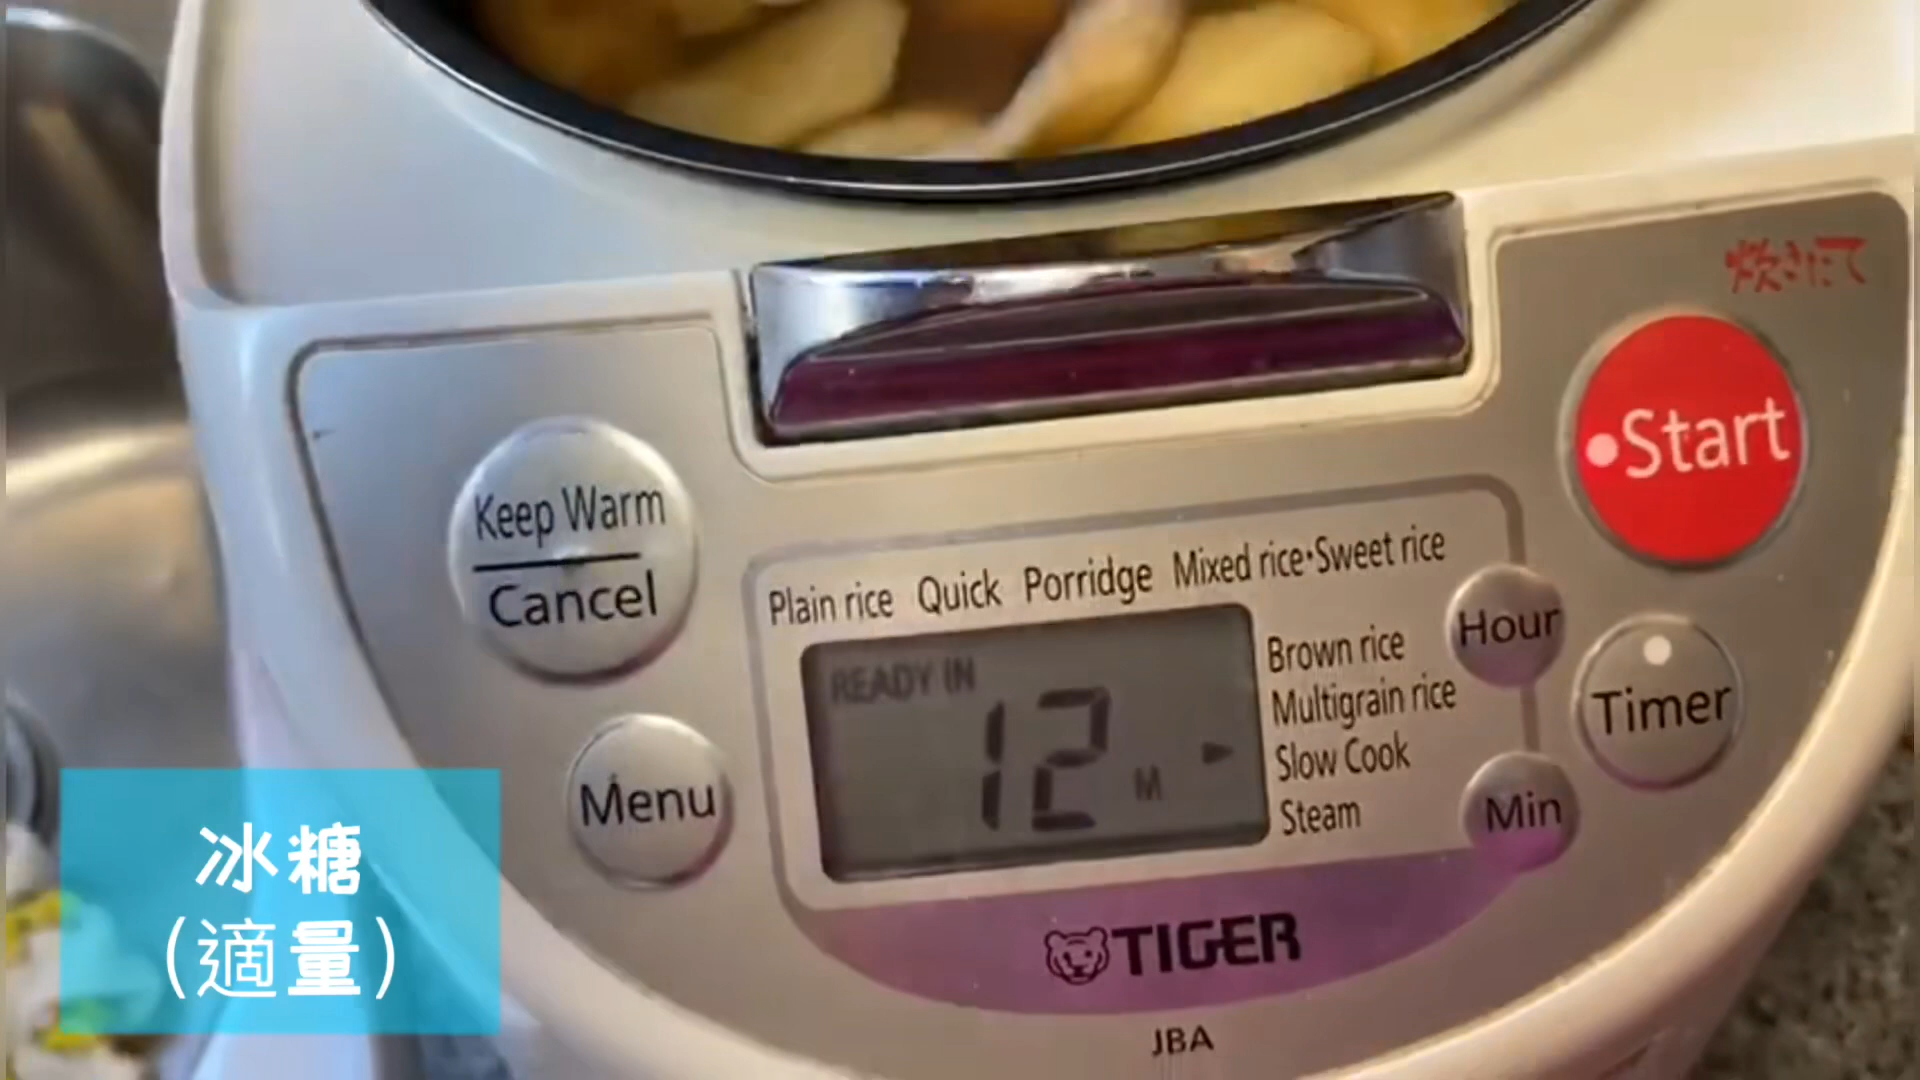 炊きたて
Start
Keep Warm
Cancel
Plain rice Quick Porridge Mixed rice•Sweet rice
Brown rice
Multigrain rice
Slow Cook
Steam
Hour
Timer
Min
Menu
READY IN
12 M
TIGER
JBA
冰糖
(適量)